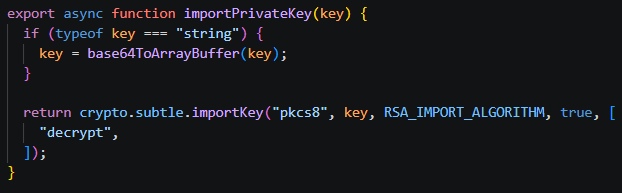 export async function importPrivateKey(key) {
  if (typeof key === "string") {
    key = base64ToArrayBuffer(key);
  }

  return crypto.subtle.importKey("pkcs8", key, RSA_IMPORT_ALGORITHM, true, [
    "decrypt",
  ]);
}